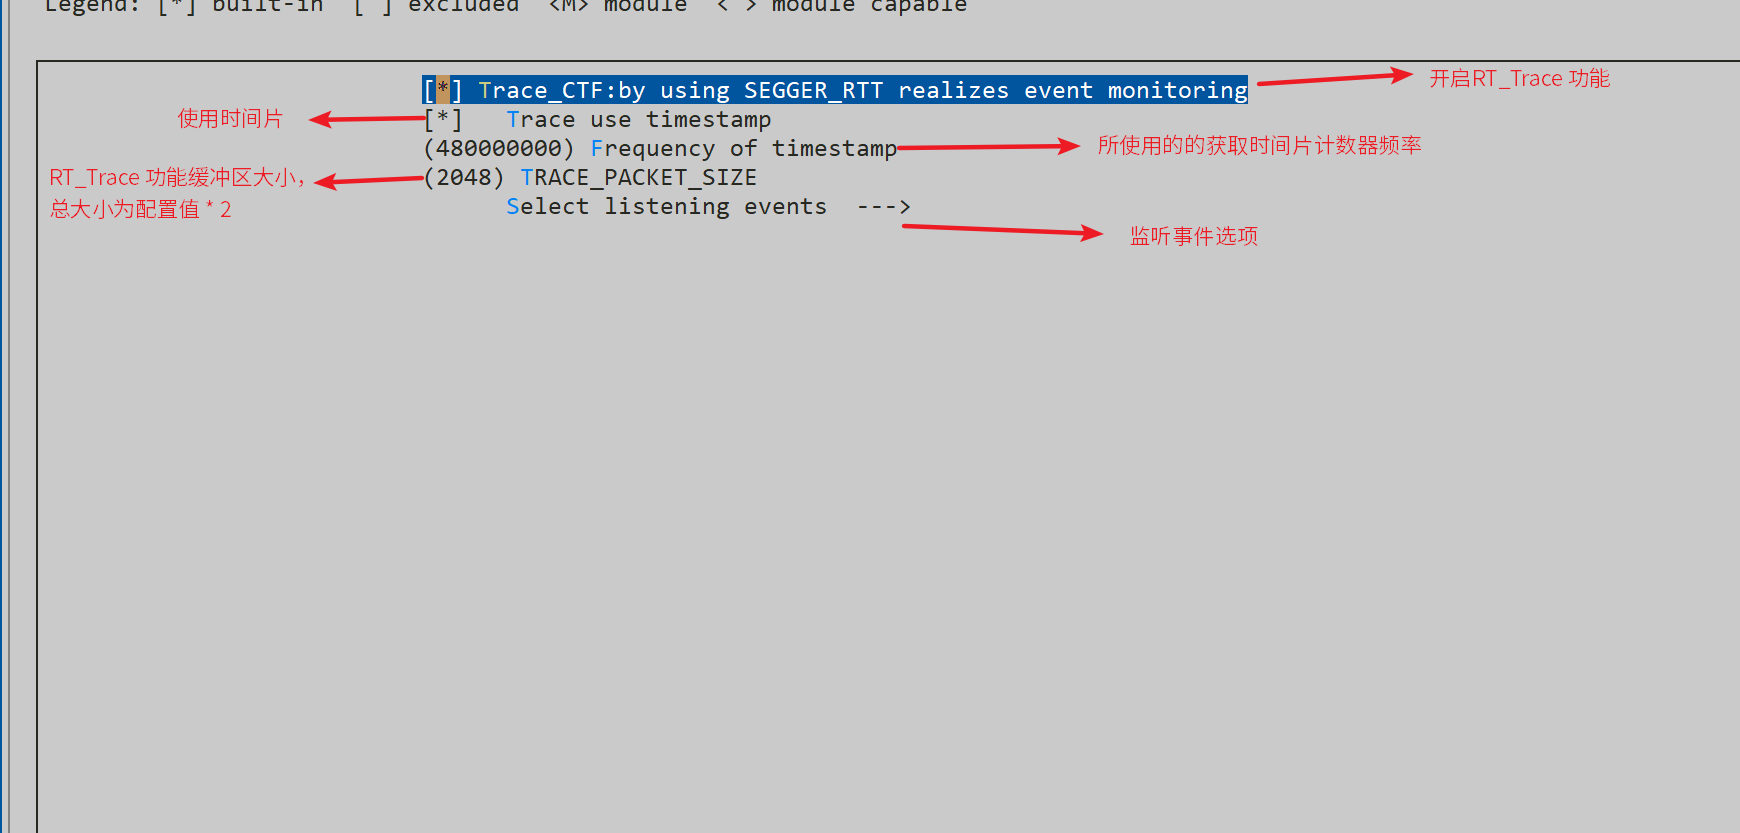 Legend: [*] built-in  [ ] excluded  <M> module  < > module capable
[*] Trace_CTF:by using SEGGER_RTT realizes event monitoring
开启RT_Trace 功能
使用时间片
[*]   Trace use timestamp
(480000000) Frequency of timestamp
所使用的的获取时间片计数器频率
RT_Trace 功能缓冲区大小，
总大小为配置值 * 2
(2048) TRACE_PACKET_SIZE
Select listening events  --->
监听事件选项